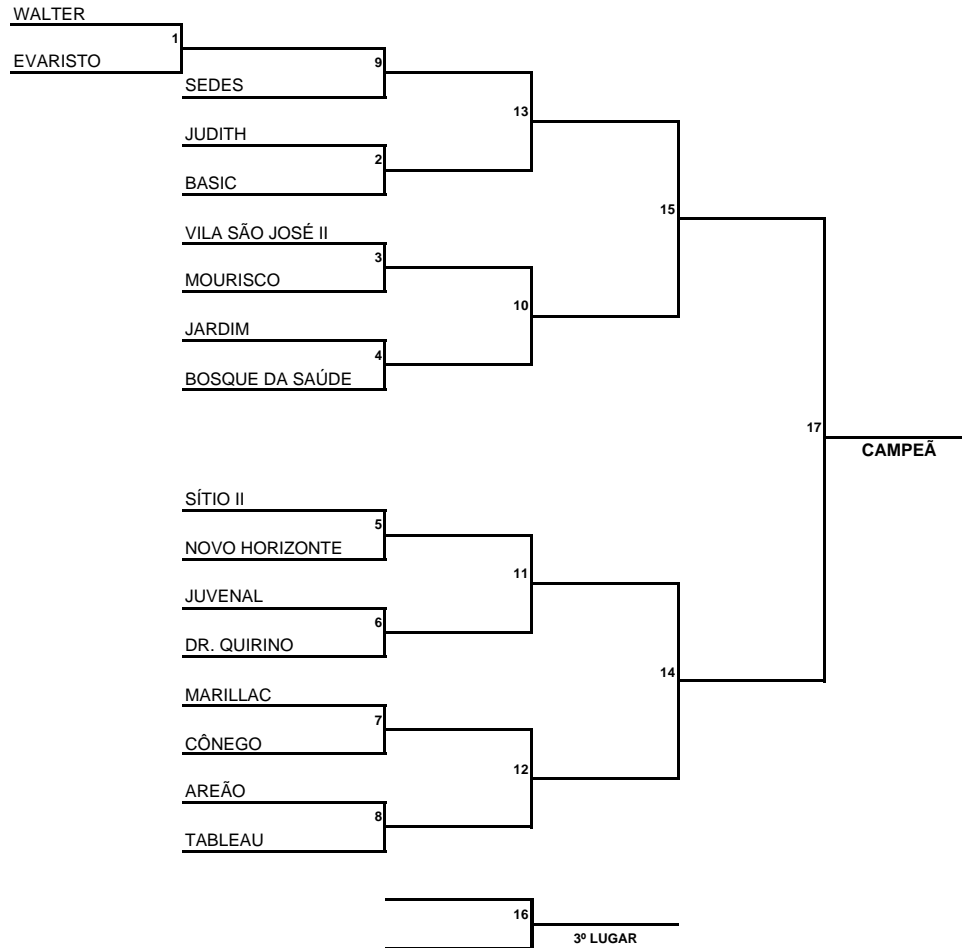 WALTER
1
EVARISTO
9
SEDES
13
JUDITH
2
BASIC
15
VILA SÃO JOSÉ II
3
MOURISCO
10
JARDIM
4
BOSQUE DA SAÚDE
17
CAMPEÃ
SÍTIO II
5
NOVO HORIZONTE
11
JUVENAL
6
DR. QUIRINO
14
MARILLAC
7
CÔNEGO
12
AREÃO
8
TABLEAU
16
3º LUGAR